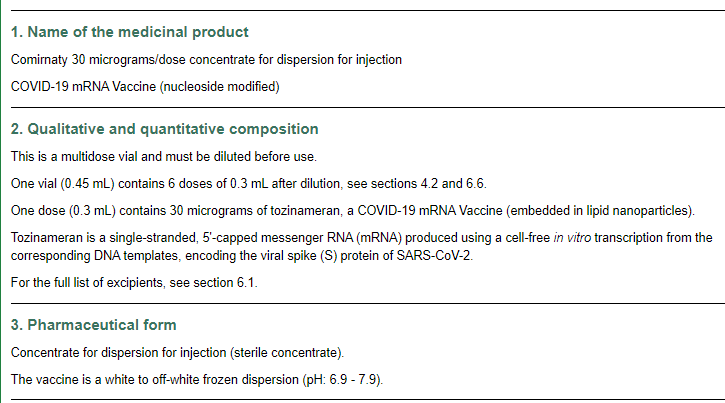 1. Name of the medicinal product
Comirnaty 30 micrograms/dose concentrate for dispersion for injection
COVID-19 mRNA Vaccine (nucleoside modified)
2. Qualitative and quantitative composition
This is a multidose vial and must be diluted before use.
One vial (0.45 mL) contains 6 doses of 0.3 mL after dilution, see sections 4.2 and 6.6.
One dose (0.3 mL) contains 30 micrograms of tozinameran, a COVID-19 mRNA Vaccine (embedded in lipid nanoparticles).
Tozinameran is a single-stranded, 5'-capped messenger RNA (mRNA) produced using a cell-free in vitro transcription from the
corresponding DNA templates, encoding the viral spike (S) protein of SARS-CoV-2.
For the full list of excipients, see section 6.1.
3. Pharmaceutical form
Concentrate for dispersion for injection (sterile concentrate).
The vaccine is a white to off-white frozen dispersion (pH: 6.9 - 7.9).